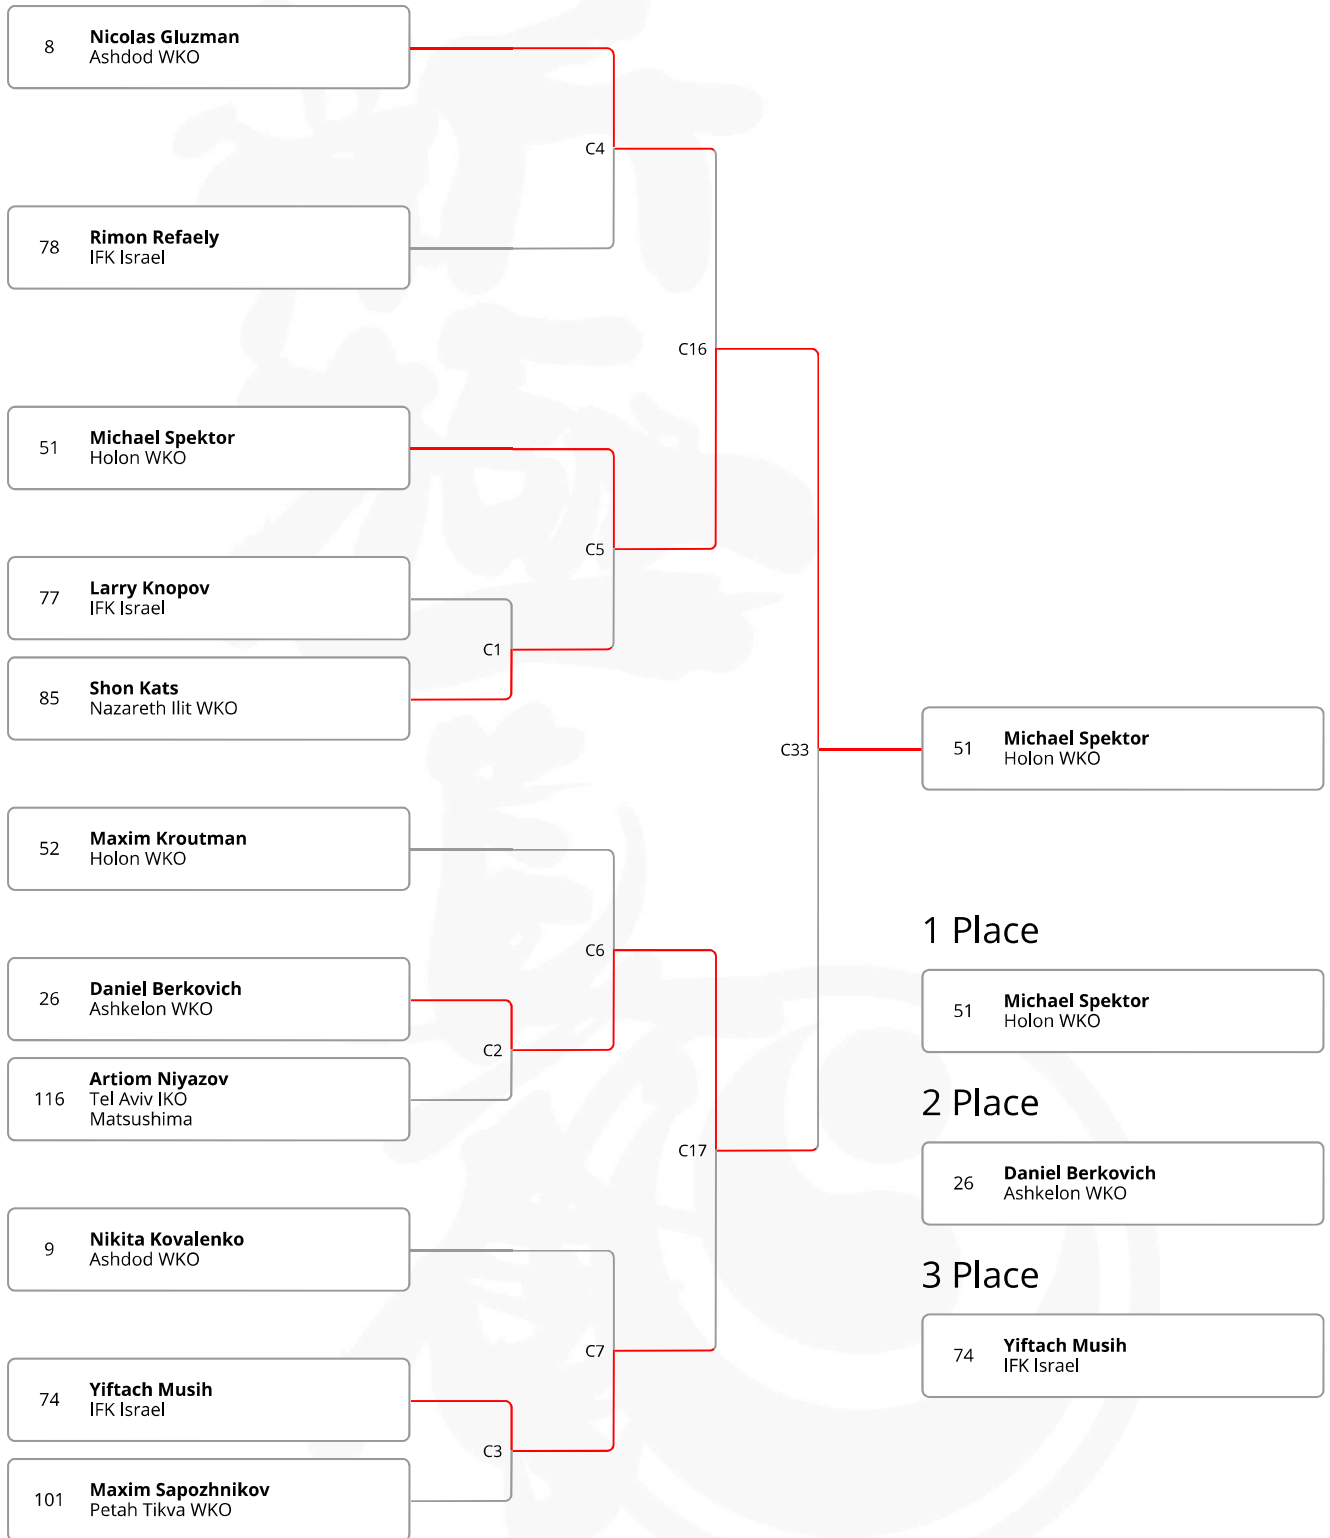 8
Nicolas Gluzman
Ashdod WKO
C4
78
Rimon Refaely
IFK Israel
C16
51
Michael Spektor
Holon WKO
C5
77
Larry Knopov
IFK Israel
C1
85
Shon Kats
Nazareth Ilit WKO
C33
51
Michael Spektor
Holon WKO
52
Maxim Kroutman
Holon WKO
C6
26
Daniel Berkovich
Ashkelon WKO
C2
116
Artiom Niyazov
Tel Aviv IKO
Matsushima
C17
9
Nikita Kovalenko
Ashdod WKO
C7
74
Yiftach Musih
IFK Israel
C3
101
Maxim Sapozhnikov
Petah Tikva WKO
1 Place
51
Michael Spektor
Holon WKO
2 Place
26
Daniel Berkovich
Ashkelon WKO
3 Place
74
Yiftach Musih
IFK Israel